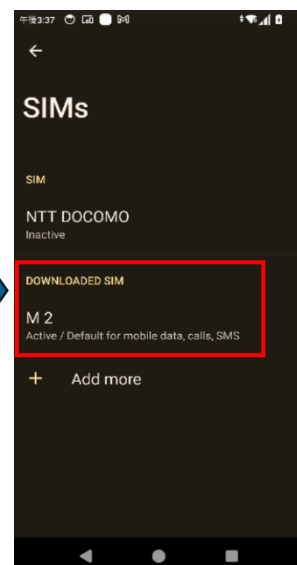 午後3:37
SIMs
SIM
NTT DOCOMO
Inactive
DOWNLOADED SIM
M 2
Active / Default for mobile data, calls, SMS
+ Add more